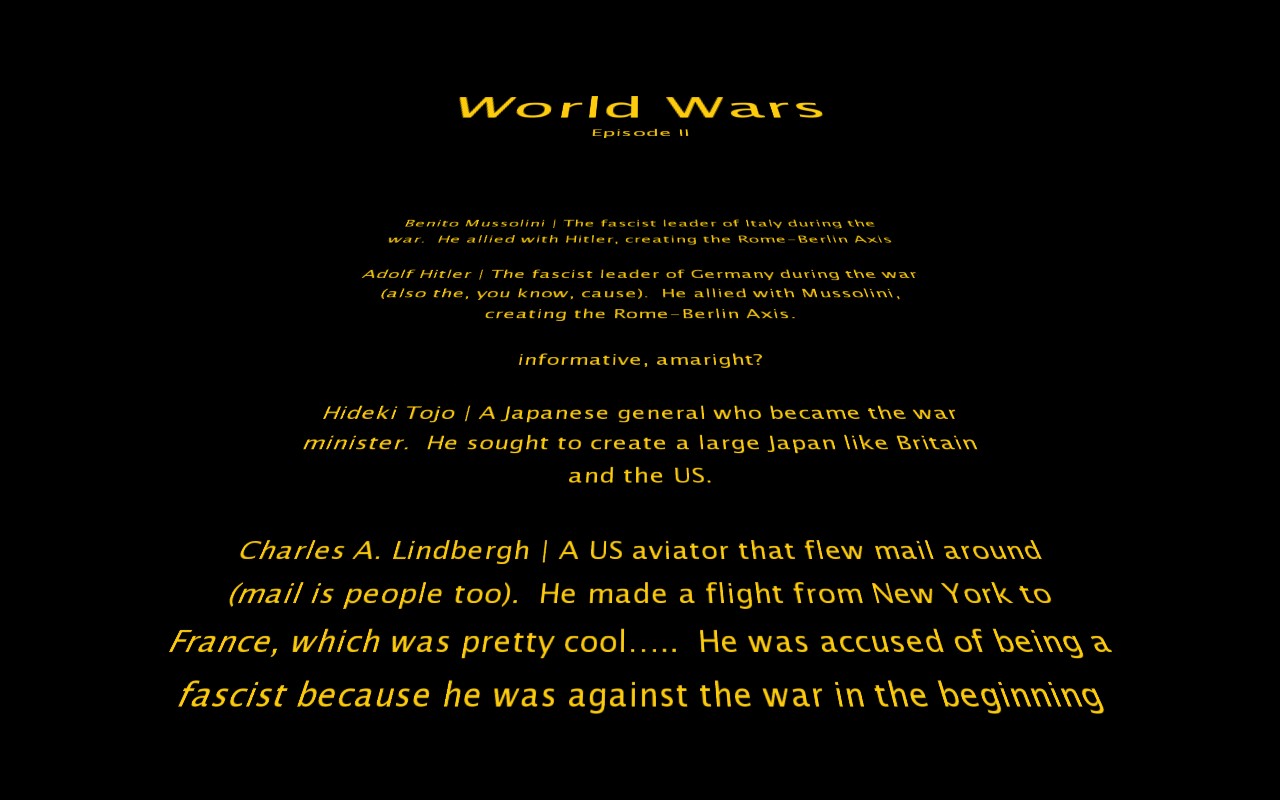 World Wars
Episode II
Benito Mussolini | The fascist leader of Italy during the
war.  He allied with Hitler, creating the Rome-Berlin Axis
Adolf Hitler | The fascist leader of Germany during the war
(also the, you know, cause).  He allied with Mussolini,
creating the Rome-Berlin Axis.
informative, amaright?
Hideki Tojo | A Japanese general who became the war
minister.  He sought to create a large Japan like Britain
and the US.
Charles A. Lindbergh | A US aviator that flew mail around
(mail is people too).  He made a flight from New York to
France, which was pretty cool.....  He was accused of being a
fascist because he was against the war in the beginning